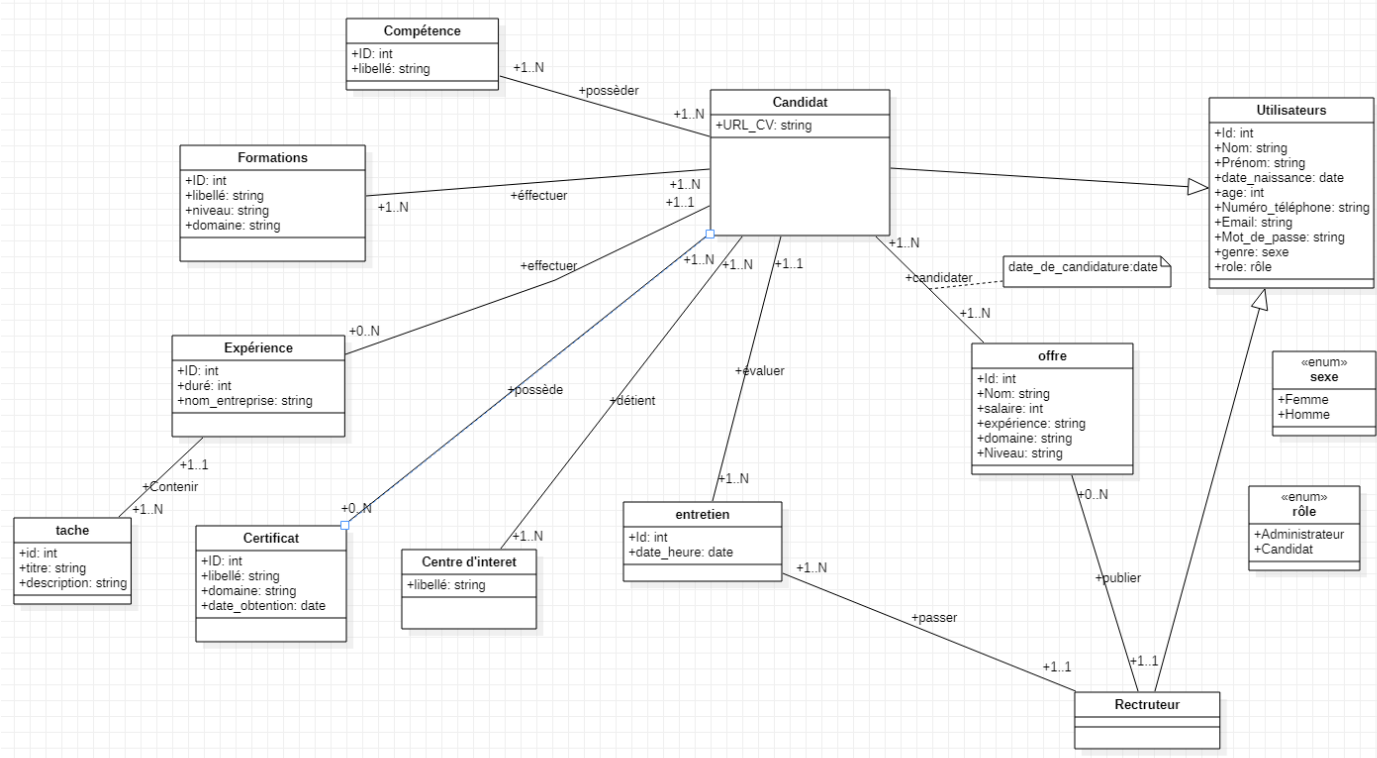 Compétence
+ID: int
+libellé: string
+1..N
+possèder
+1..N
Candidat
+URL_CV: string
Utilisateurs
+Id: int
+Nom: string
+Prénom: string
+date_naissance: date
+age: int
+Numéro_téléphone: string
+Email: string
+Mot_de_passe: string
+genre: sexe
+role: rôle
Formations
+ID: int
+libellé: string
+niveau: string
+domaine: string
+1..N
+éffectuer
+1..N
+1..1
+effectuer
+0..N
+1..N
+1..N
+1..1
+1..N
+candidater
date_de_candidature:date
+1..N
Expérience
+ID: int
+duré: int
+nom_entreprise: string
+possède
+détient
+évaluer
offre
+Id: int
+Nom: string
+salaire: int
+expérience: string
+domaine: string
+Niveau: string
«enum»
sexe
+Femme
+Homme
+1..1
+Contenir
+1..N
tache
+id: int
+titre: string
+description: string
+0..N
Certificat
+ID: int
+libellé: string
+domaine: string
+date_obtention: date
+1..N
Centre d'interet
+libellé: string
+1..N
entretien
+Id: int
+date_heure: date
+0..N
«enum»
rôle
+Administrateur
+Candidat
+1..N
+passer
+1..1
+publier
+1..1
Rectruteur